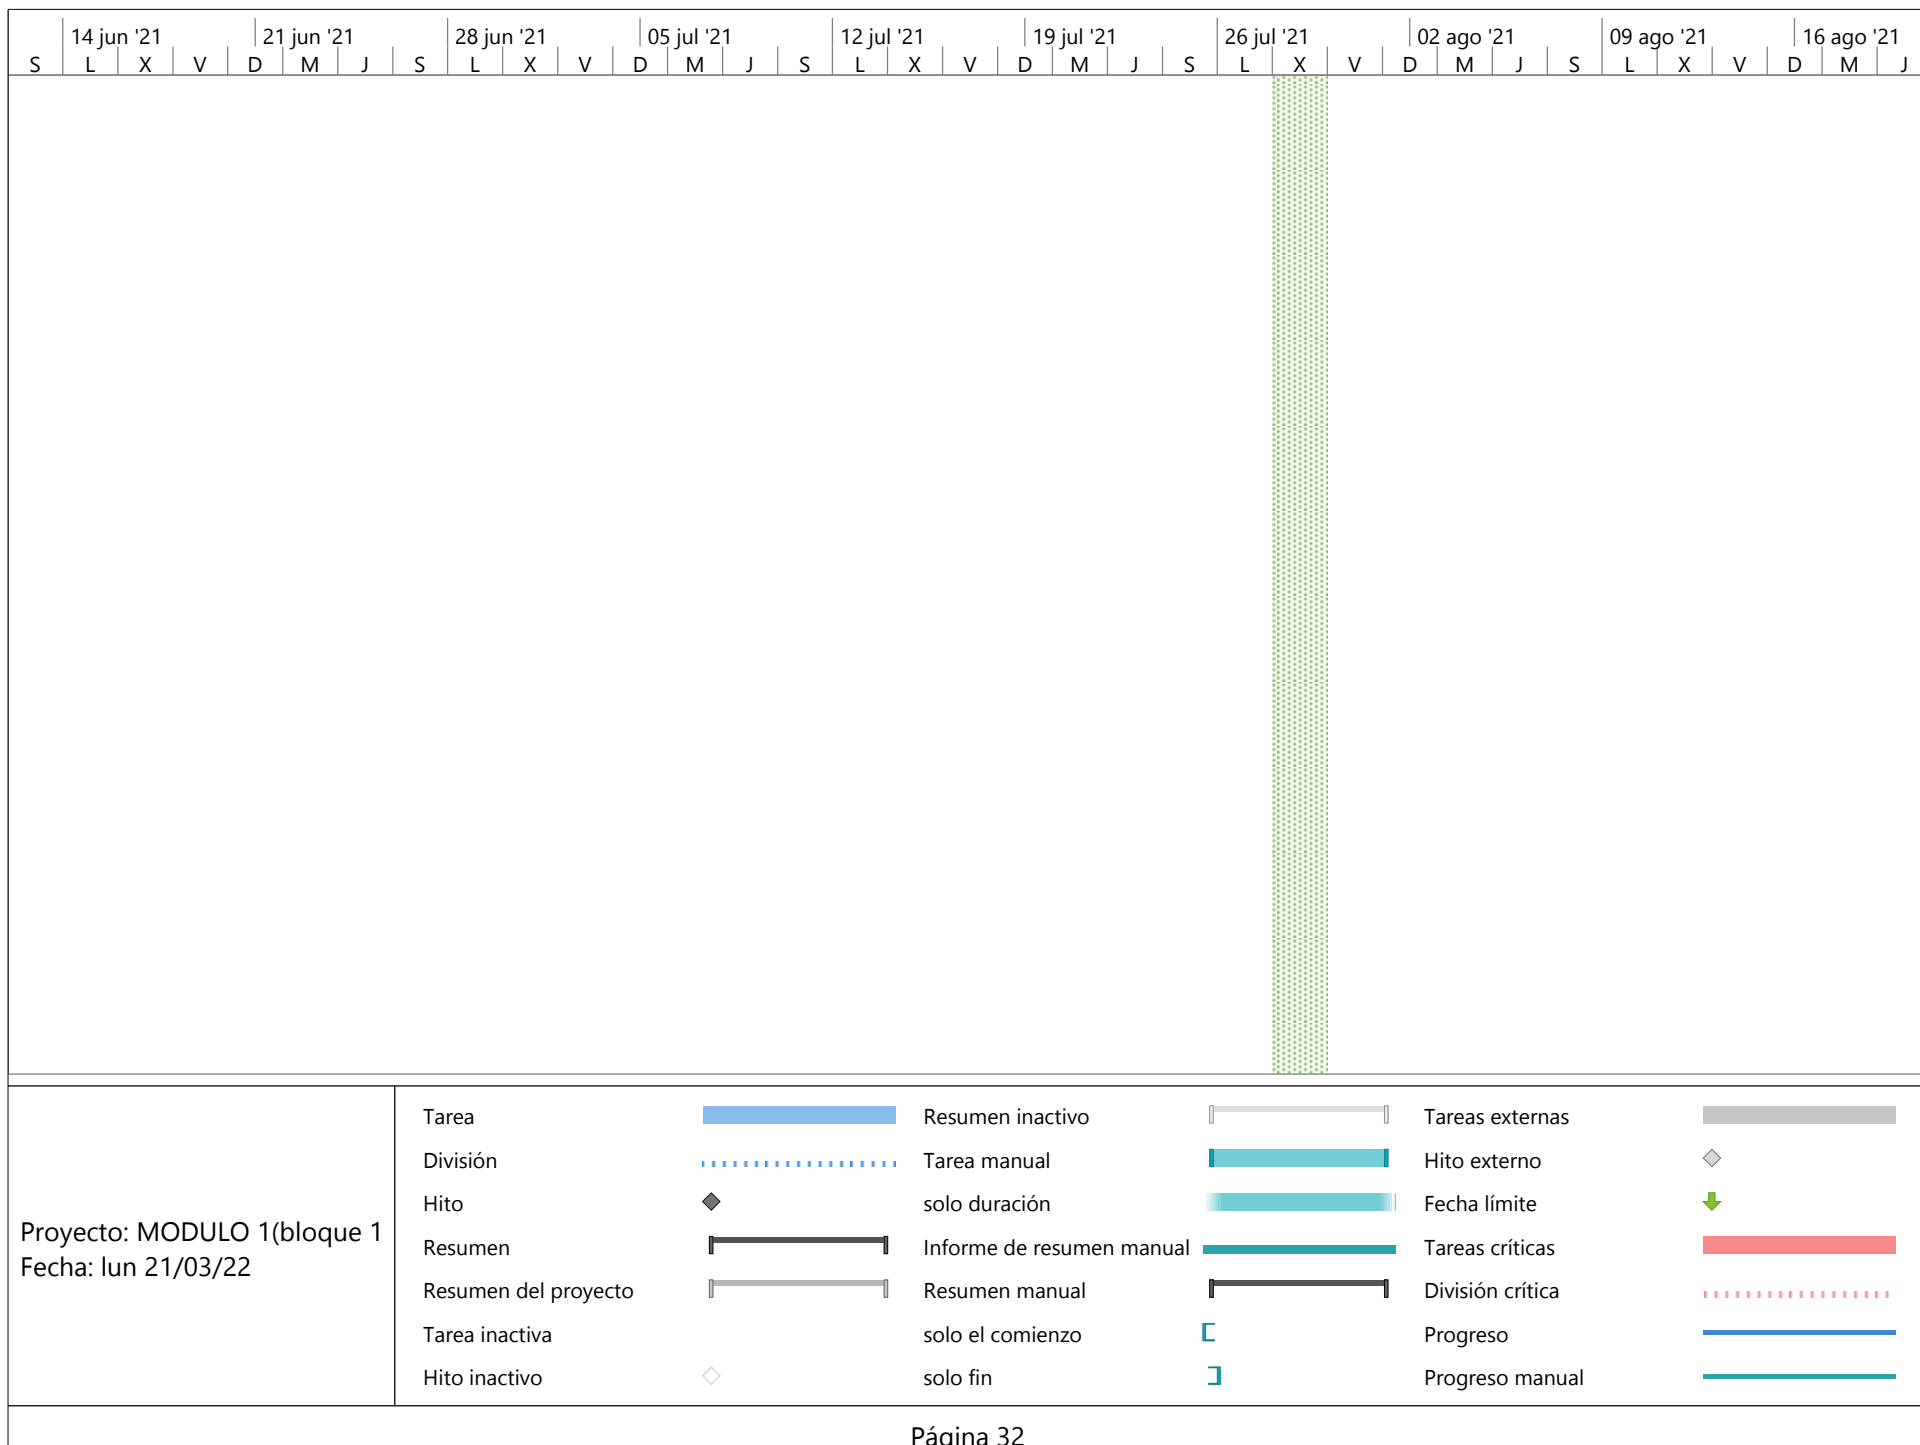 14 jun '21 21 jun '21 28 jun '21 05 jul '21 12 jul '21 19 jul '21 26 jul '21 02 ago '21 09 ago '21 16 ago '21
S L X V D M J S L X V D M J S L X V D M J S L X V D M J S L X V D M J
Proyecto: MODULO 1(bloque 1
Fecha: lun 21/03/22
Tarea
División
Hito
Resumen
Resumen del proyecto
Tarea inactiva
Hito inactivo
Resumen inactivo
Tarea manual
solo duración
Informe de resumen manual
Resumen manual
solo el comienzo
solo fin
Tareas externas
Hito externo
Fecha límite
Tareas críticas
División crítica
Progreso
Progreso manual
Página 32